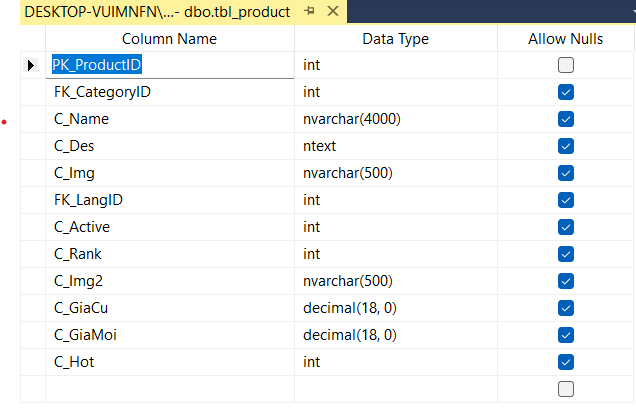 DESKTOP-VUIMNFN\...- dbo.tbl_product
Column Name Data Type Allow Nulls
PK_ProductID int
FK_CategoryID int
C_Name nvarchar(4000)
C_Des ntext
C_Img nvarchar(500)
FK_LangID int
C_Active int
C_Rank int
C_Img2 nvarchar(500)
C_GiaCu decimal(18, 0)
C_GiaMoi decimal(18, 0)
C_Hot int